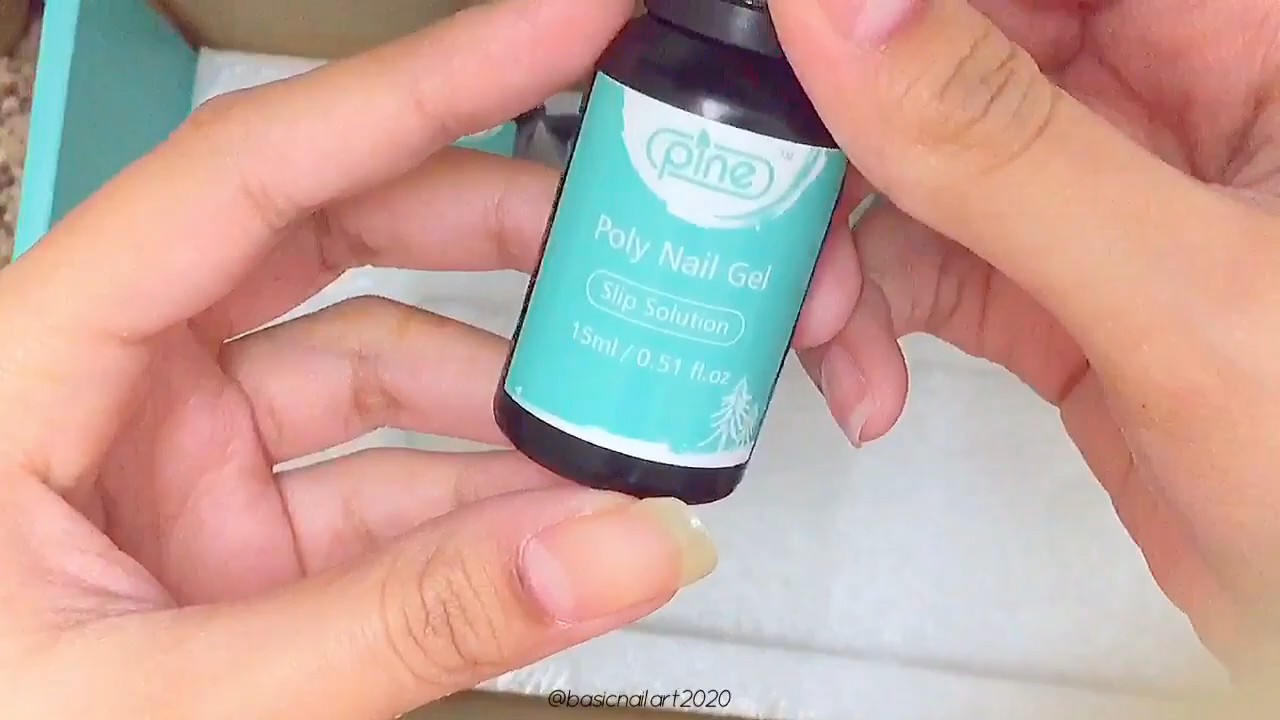 pine TM
Poly Nail Gel
Slip Solution
15ml / 0.51 fl.oz
@basicnailart2020